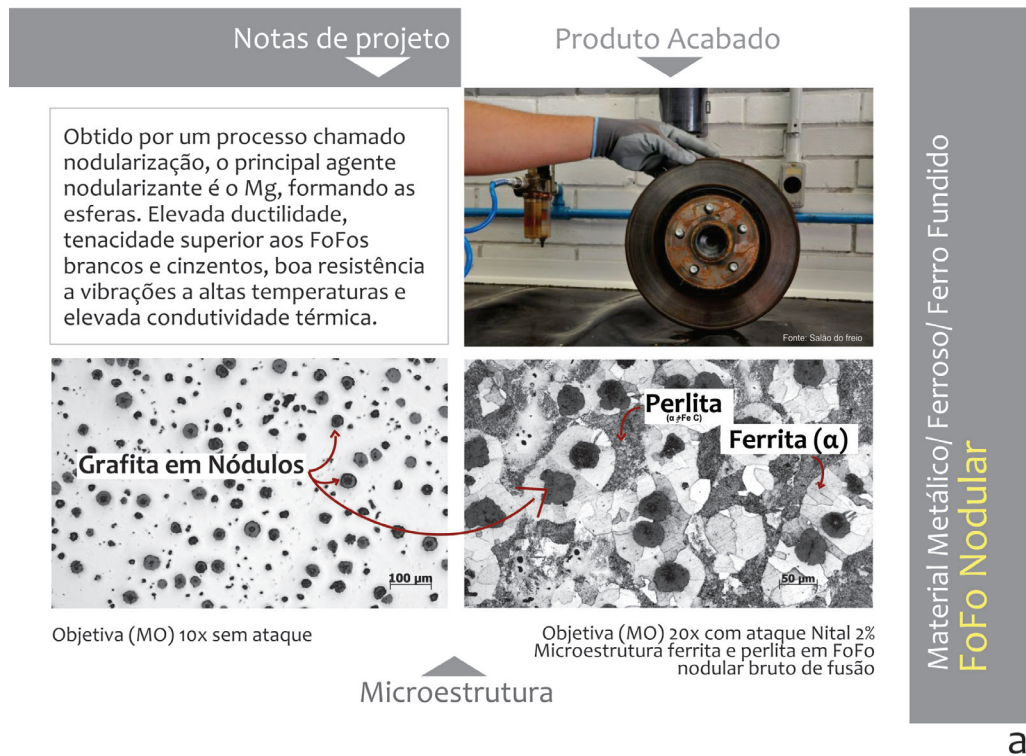 Notas de projeto
Produto Acabado
Obtido por um processo chamado
nodularização, o principal agente
nodularizante é o Mg, formando as
esferas. Elevada ductilidade,
tenacidade superior aos FoFos
brancos e cinzentos, boa resistência
a vibrações a altas temperaturas e
elevada condutividade térmica.
Fonte: Salão do freio
Grafita em Nódulos
100 µm
Perlita
(α +Fe C)
Ferrita (α)
50 µm
Objetiva (MO) 10x sem ataque
Objetiva (MO) 20x com ataque Nital 2%
Microestrutura ferrita e perlita em FoFo
nodular bruto de fusão
Microestrutura
Material Metálico/ Ferroso/ Ferro Fundido
FoFo Nodular
a